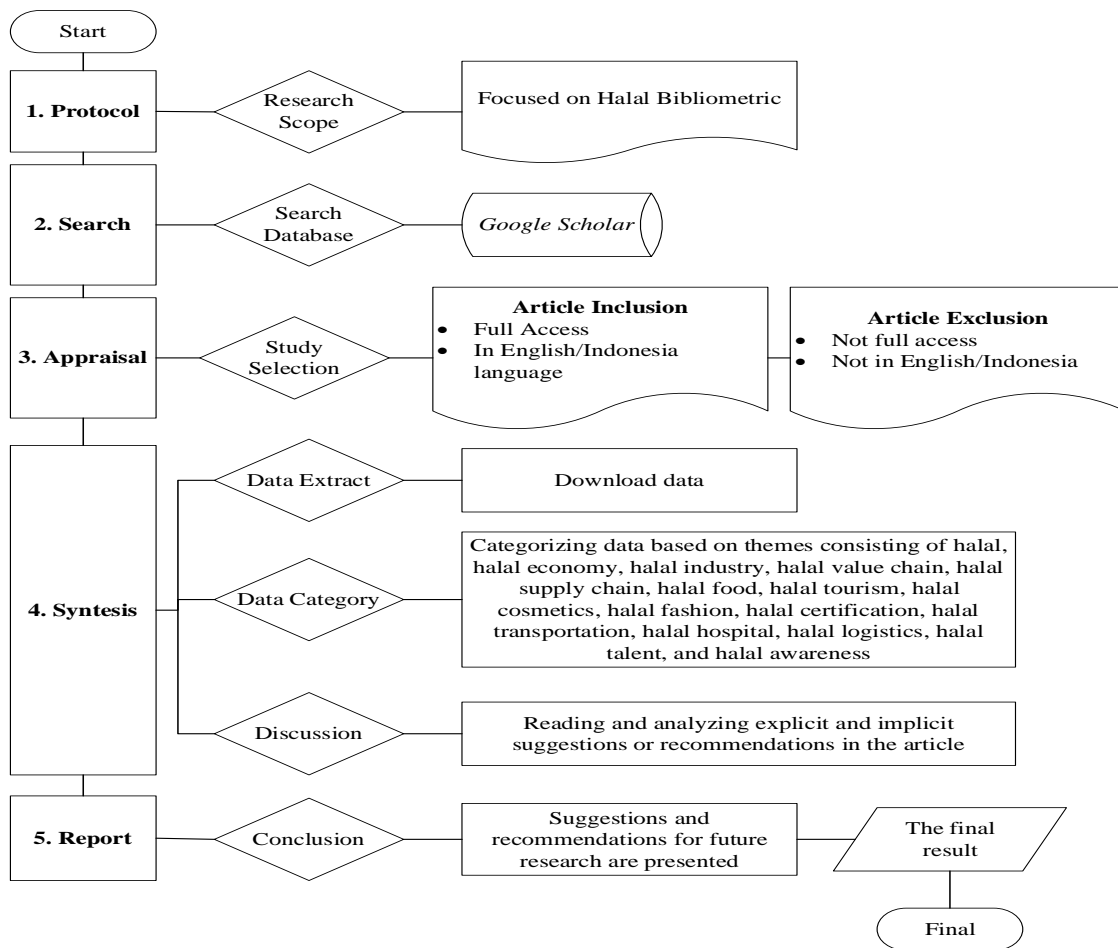 Start
1. Protocol
Research
Scope
Focused on Halal Bibliometric
2. Search
Search
Database
Google Scholar
3. Appraisal
Study
Selection
Article Inclusion
• Full Access
• In English/Indonesia
language
Article Exclusion
• Not full access
• Not in English/Indonesia
4. Syntesis
Data Extract
Download data
Data Category
Categorizing data based on themes consisting of halal,
halal economy, halal industry, halal value chain, halal
supply chain, halal food, halal tourism, halal
cosmetics, halal fashion, halal certification, halal
transportation, halal hospital, halal logistics, halal
talent, and halal awareness
Discussion
Reading and analyzing explicit and implicit
suggestions or recommendations in the article
5. Report
Conclusion
Suggestions and
recommendations for future
research are presented
The final
result
Final